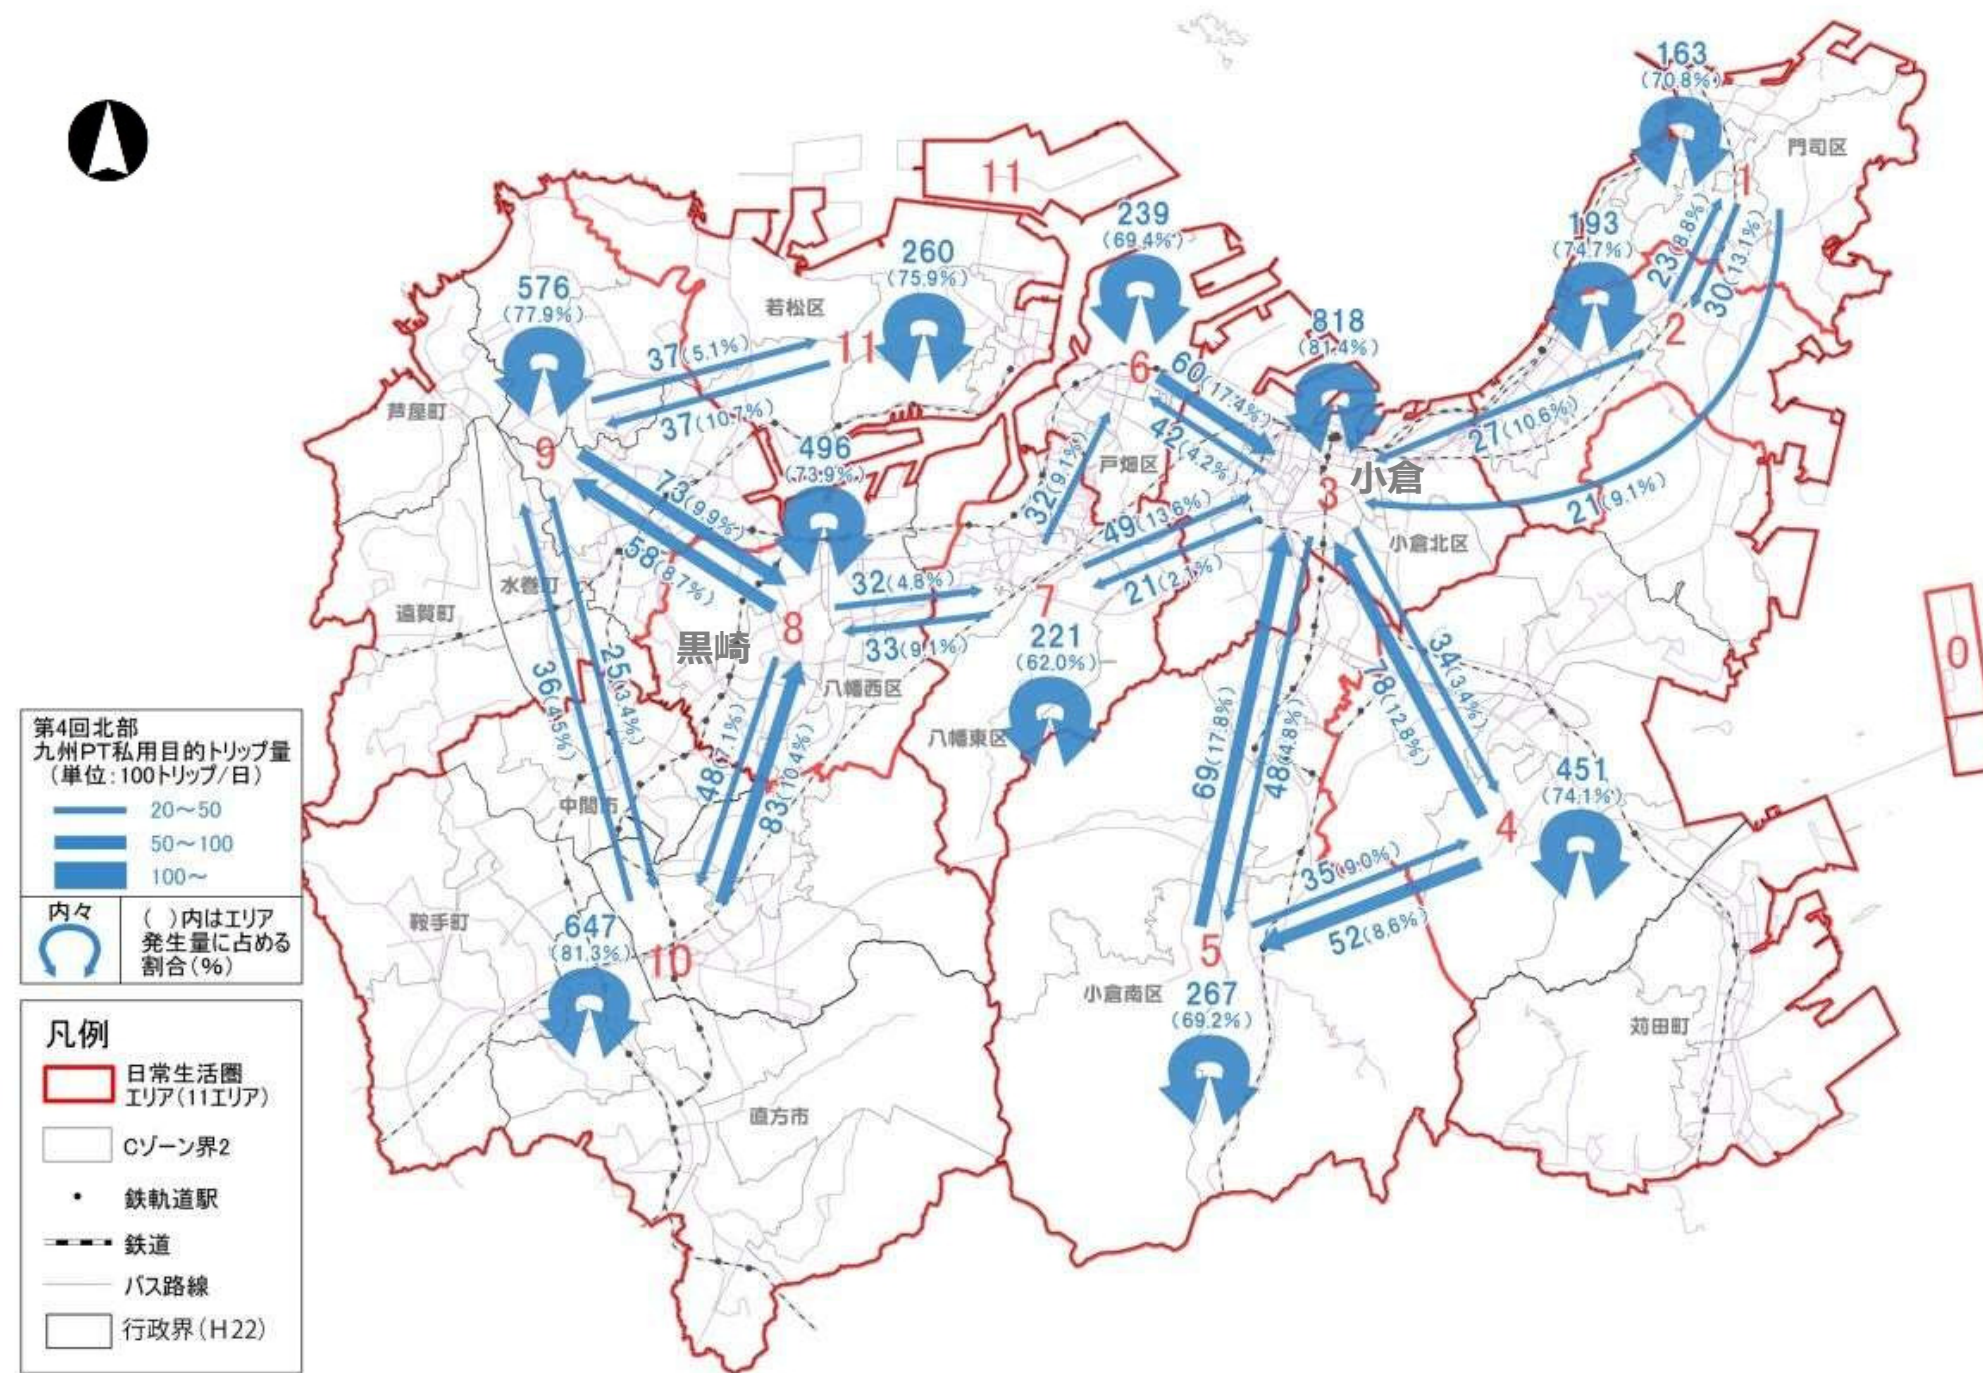 163
(70.8%)
門司区
11
1
239
(69.4%)
193
(74.7%)
23(8.8%)
30(13.1%)
260
(75.9%)
576
(77.9%)
若松区
818
(81.4%)
2
37(5.1%)
11
6
60(17.4%)
芦屋町
37(10.7%)
27(10.6%)
9
496
(73.9%)
42(4.2%)
戸畑区
小倉
3
73(9.9%)
32(9.1%)
21(9.1%)
49(13.6%)
58(8.7%)
小倉北区
水巻町
32(4.8%)
21(2.1%)
遠賀町
7
8
黒崎
33(9.1%)
221
(62.0%)
34(3.4%)
78(12.8%)
0
36(4.5%)
25(3.4%)
八幡西区
八幡東区
48(7.1%)
83(10.4%)
69(17.8%)
48(4.8%)
451
(74.1%)
中間市
4
35(9.0%)
鞍手町
647
(81.3%)
10
52(8.6%)
5
小倉南区
267
(69.2%)
苅田町
直方市
第4回北部
九州PT私用目的トリップ量
(単位:100トリップ/日)
20~50
50~100
100~
内々
( )内はエリア
発生量に占める
割合(%)
凡例
日常生活圏
エリア(11エリア)
Cゾーン界2
鉄軌道駅
鉄道
バス路線
行政界(H22)